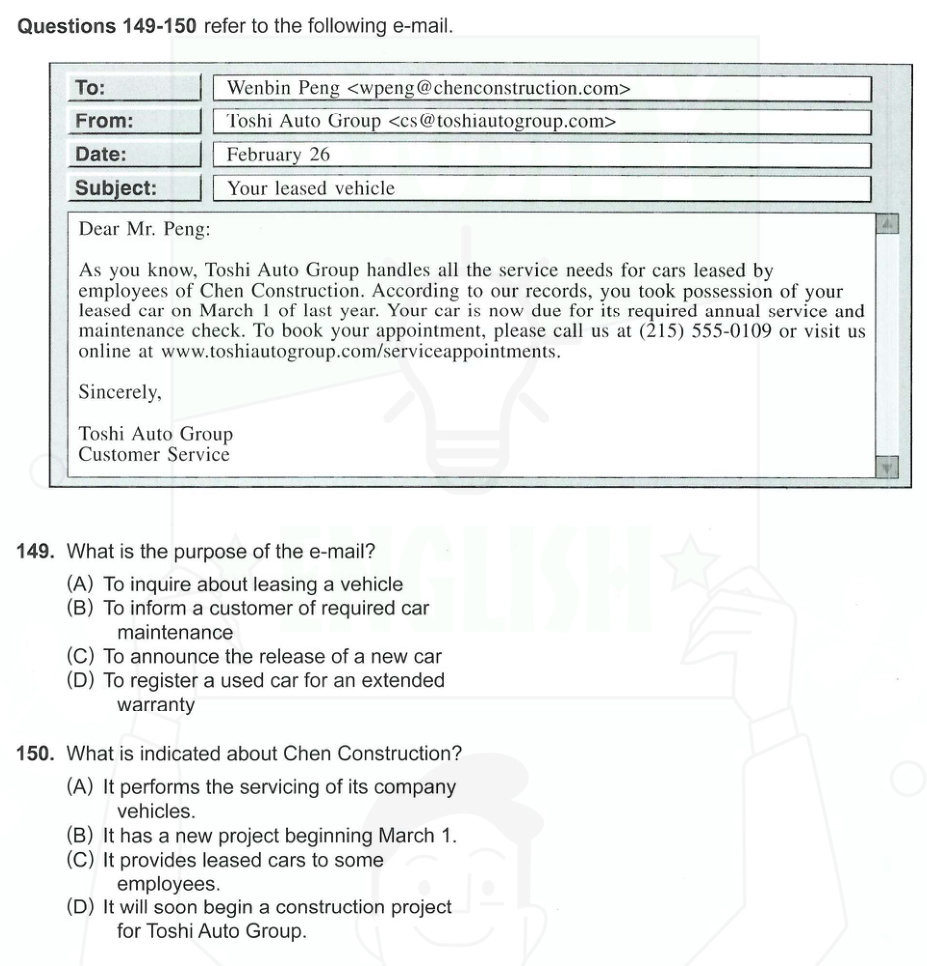 Questions 149-150 refer to the following e-mail.
To: Wenbin Peng <wpeng@chenconstruction.com>
From: Toshi Auto Group <cs@toshiautogroup.com>
Date: February 26
Subject: Your leased vehicle
Dear Mr. Peng:
As you know, Toshi Auto Group handles all the service needs for cars leased by
employees of Chen Construction. According to our records, you took possession of your
leased car on March 1 of last year. Your car is now due for its required annual service and
maintenance check. To book your appointment, please call us at (215) 555-0109 or visit us
online at www.toshiautogroup.com/serviceappointments.
Sincerely,
Toshi Auto Group
Customer Service
ENGLISH
149. What is the purpose of the e-mail?
(A) To inquire about leasing a vehicle
(B) To inform a customer of required car
maintenance
(C) To announce the release of a new car
(D) To register a used car for an extended
warranty
150. What is indicated about Chen Construction?
(A) It performs the servicing of its company
vehicles.
(B) It has a new project beginning March 1.
(C) It provides leased cars to some
employees.
(D) It will soon begin a construction project
for Toshi Auto Group.